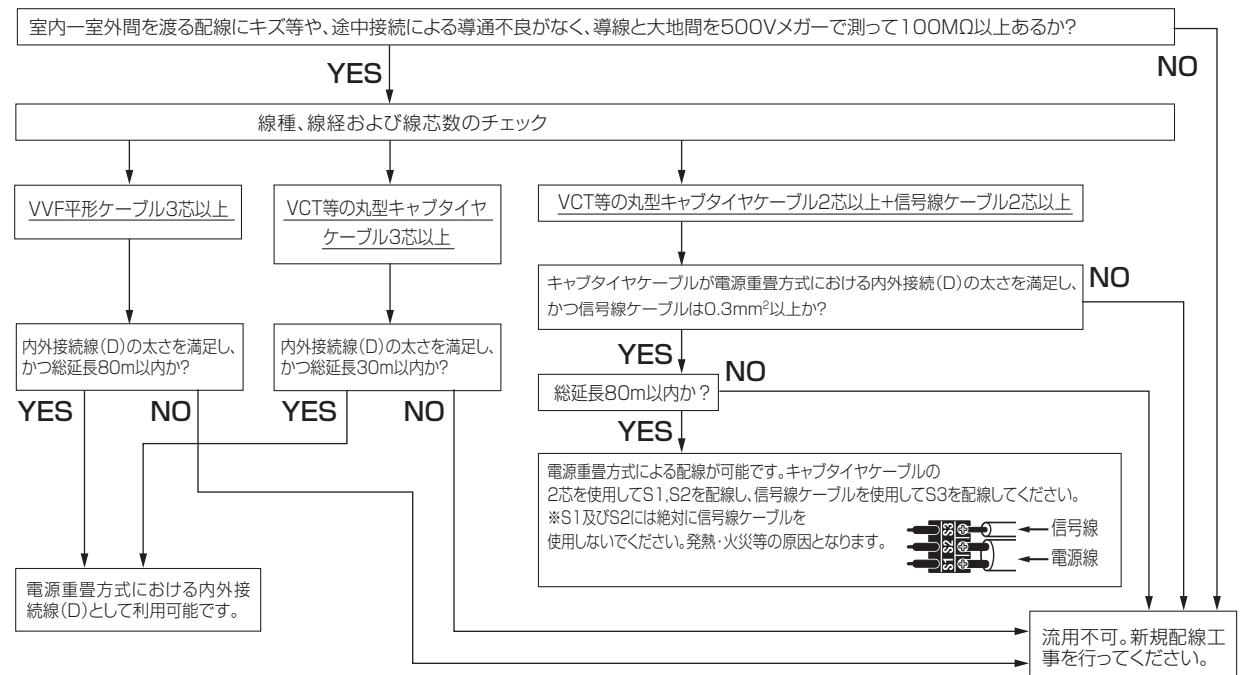 室内ー室外間を渡る配線にキズ等や、途中接続による導通不良がなく、導線と大地間を500Vメガーで測って100MΩ以上あるか?
YES
NO
線種、線経および線芯数のチェック
VVF平形ケーブル3芯以上
VCT等の丸型キャブタイヤ
ケーブル3芯以上
VCT等の丸型キャブタイヤケーブル2芯以上+信号線ケーブル2芯以上
キャブタイヤケーブルが電源重畳方式における内外接続(D)の太さを満足し、
かつ信号線ケーブルは0.3mm²以上か?
NO
内外接続線(D)の太さを満足し、
かつ総延長80m以内か?
内外接続線(D)の太さを満足し、
かつ総延長30m以内か?
YES
NO
総延長80m以内か?
YES
NO
YES
NO
YES
電源重畳方式による配線が可能です。キャブタイヤケーブルの
2芯を使用してS1,S2を配線し、信号線ケーブルを使用してS3を配線してください。
※S1及びS2には絶対に信号線ケーブルを
使用しないでください。発熱・火災等の原因となります。
S1 S2 S3
信号線
電源線
電源重畳方式における内外接
続線(D)として利用可能です。
流用不可。新規配線工
事を行ってください。